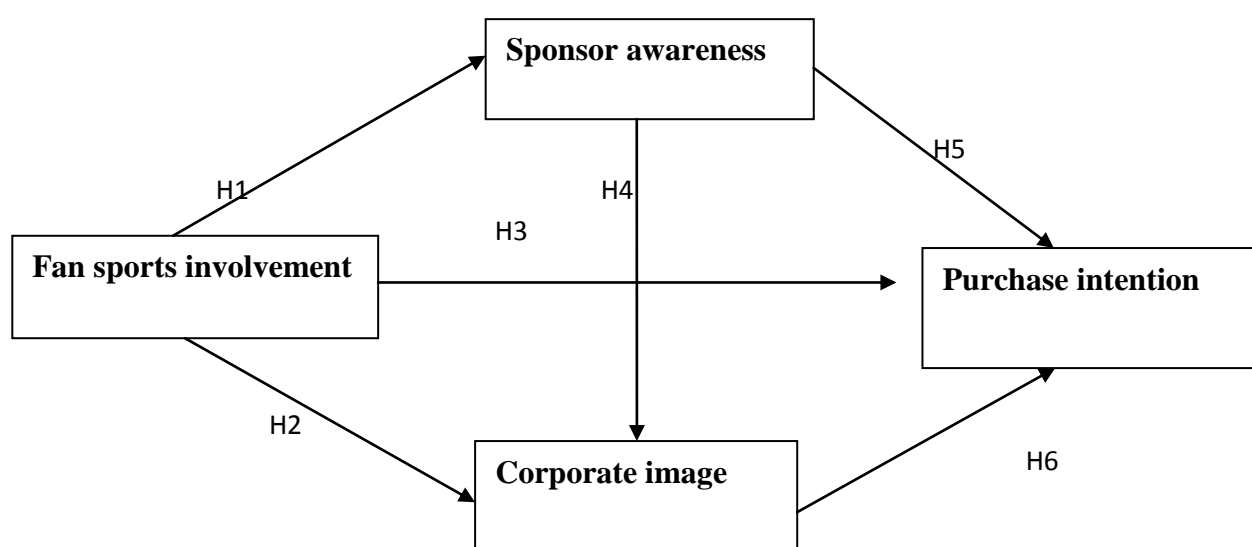 Sponsor awareness
H5
H1
H4
H3
Fan sports involvement
Purchase intention
H2
Corporate image
H6